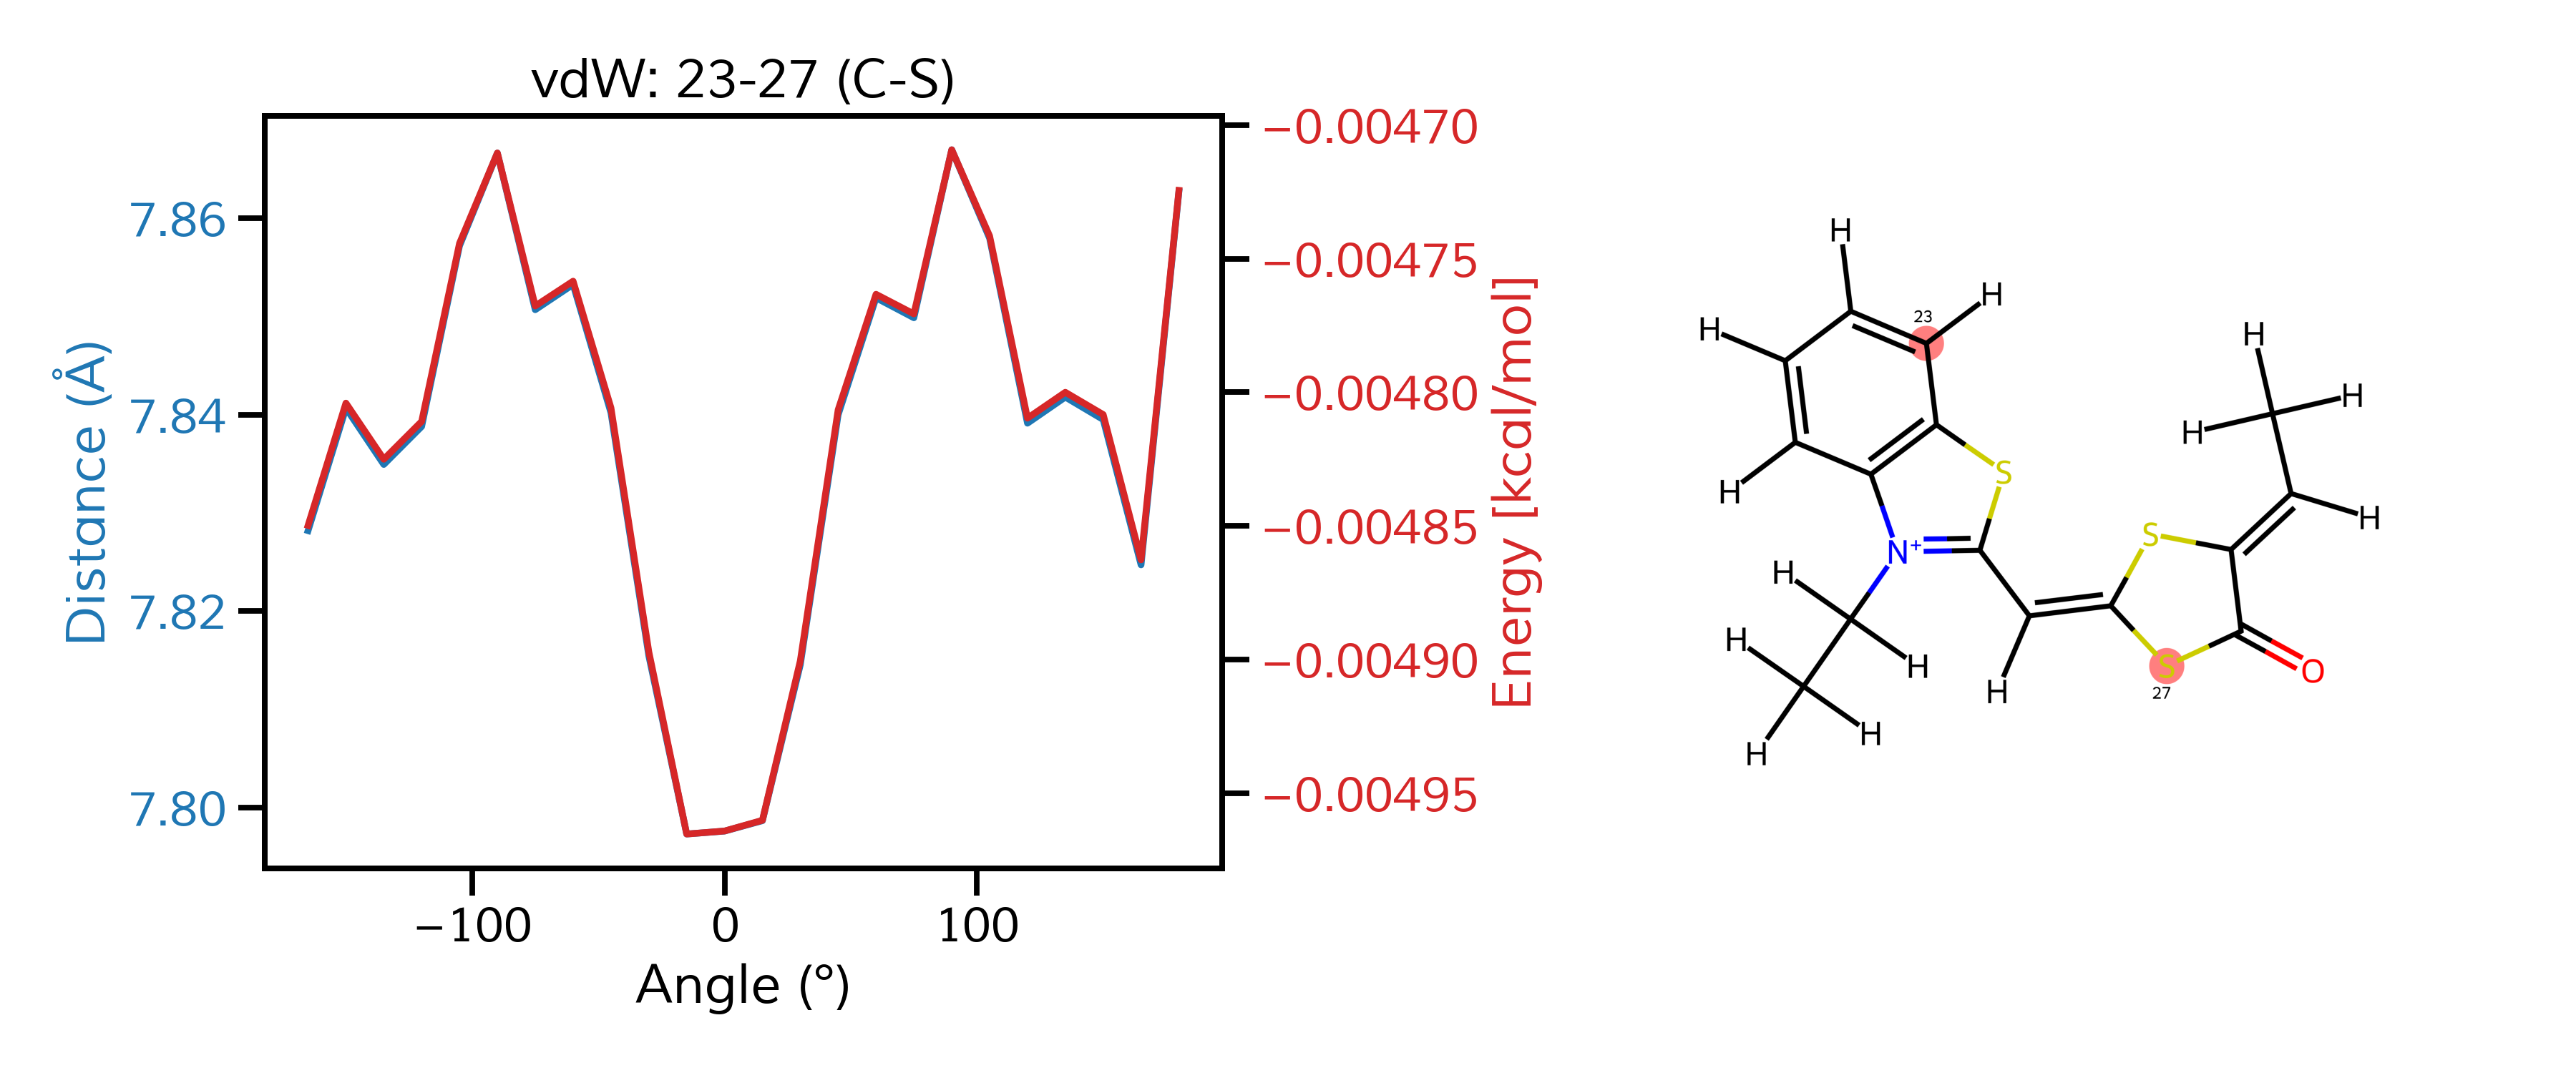 vdW: 23-27 (C-S)
Distance (Å)
7.86
7.84
7.82
7.80
−0.00470
−0.00475
−0.00480
−0.00485
−0.00490
−0.00495
Energy [kcal/mol]
−100 0 100
Angle (°)
H
H
H
23
H
H
H
H
S
H
H
S
N⁺
H
H
H
S
27
O
H
H
H